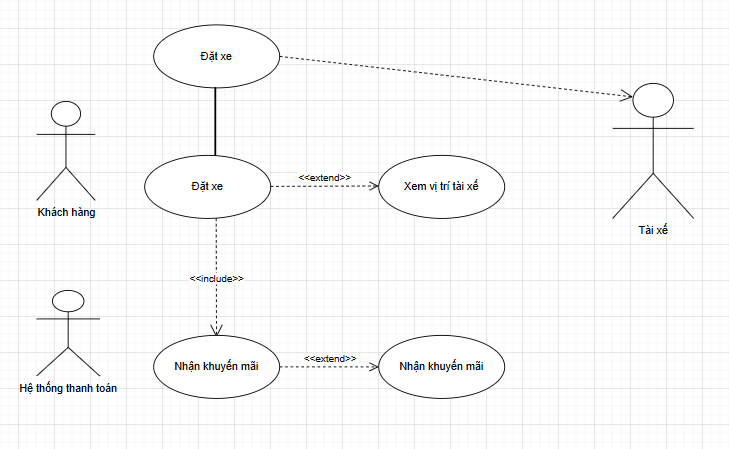 Đặt xe
Khách hàng
Đặt xe
<<extend>>
Xem vị trí tài xế
Tài xế
<<include>>
Hệ thống thanh toán
Nhận khuyến mãi
<<extend>>
Nhận khuyến mãi